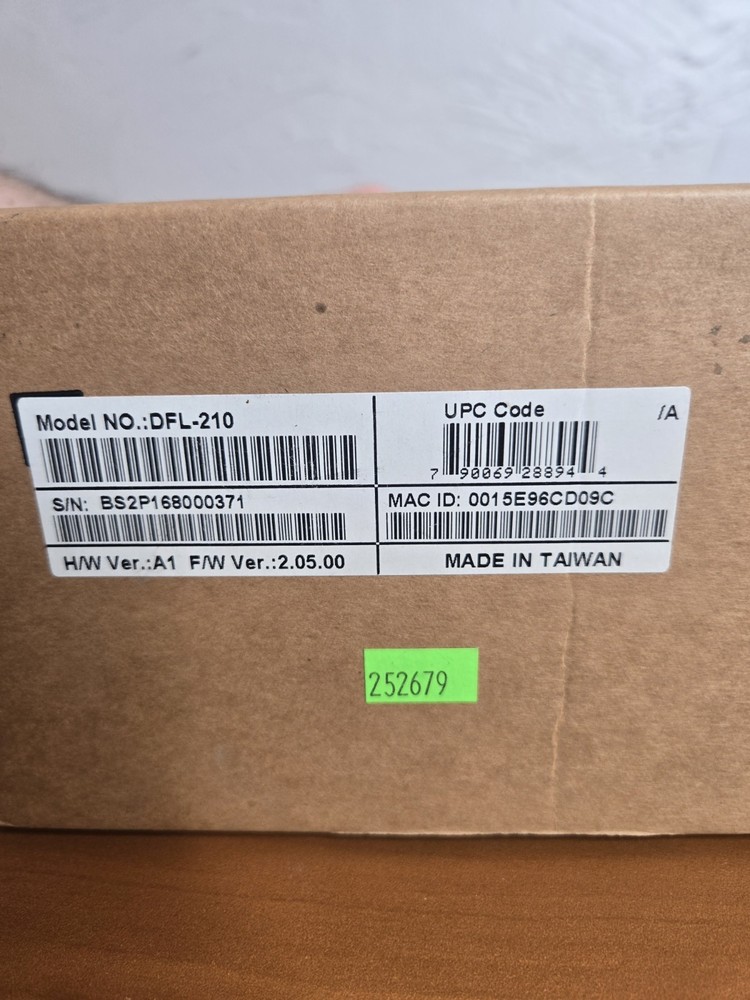 Model NO.:DFL-210
UPC Code
/A
7 90069 28894 4
S/N: BS2P168000371
MAC ID: 0015E96CD09C
H/W Ver.:A1 F/W Ver.:2.05.00
MADE IN TAIWAN
252679